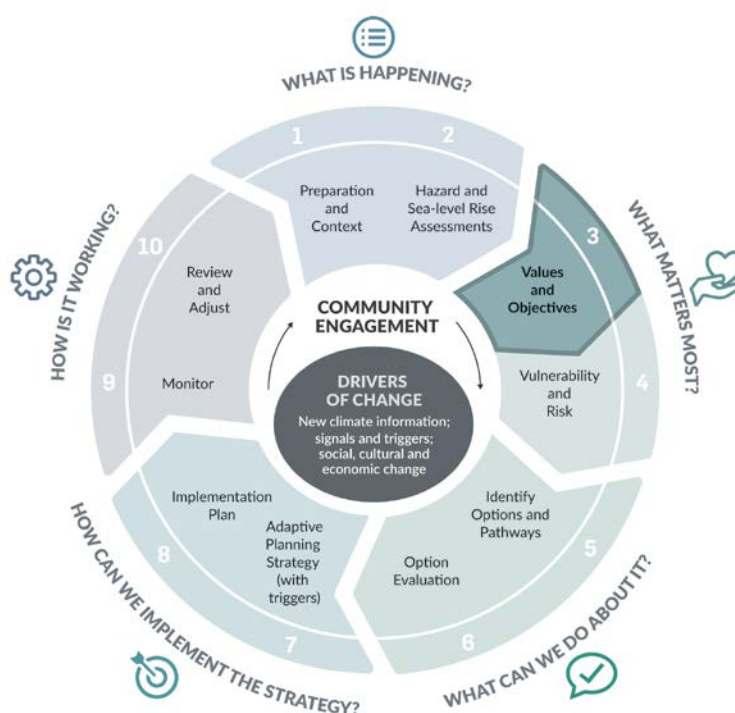 WHAT IS HAPPENING?
1
2
Preparation
and
Context
Hazard and
Sea-level Rise
Assessments
WHAT MATTERS MOST?
3
Values
and
Objectives
4
Vulnerability
and
Risk
WHAT CAN WE DO ABOUT IT?
5
Identify
Options and
Pathways
6
Option
Evaluation
HOW CAN WE IMPLEMENT THE STRATEGY?
7
Adaptive
Planning
Strategy
(with
triggers)
8
Implementation
Plan
HOW IS IT WORKING?
9
Monitor
10
Review
and
Adjust
COMMUNITY
ENGAGEMENT
DRIVERS
OF CHANGE
New climate information;
signals and triggers;
social, cultural and
economic change